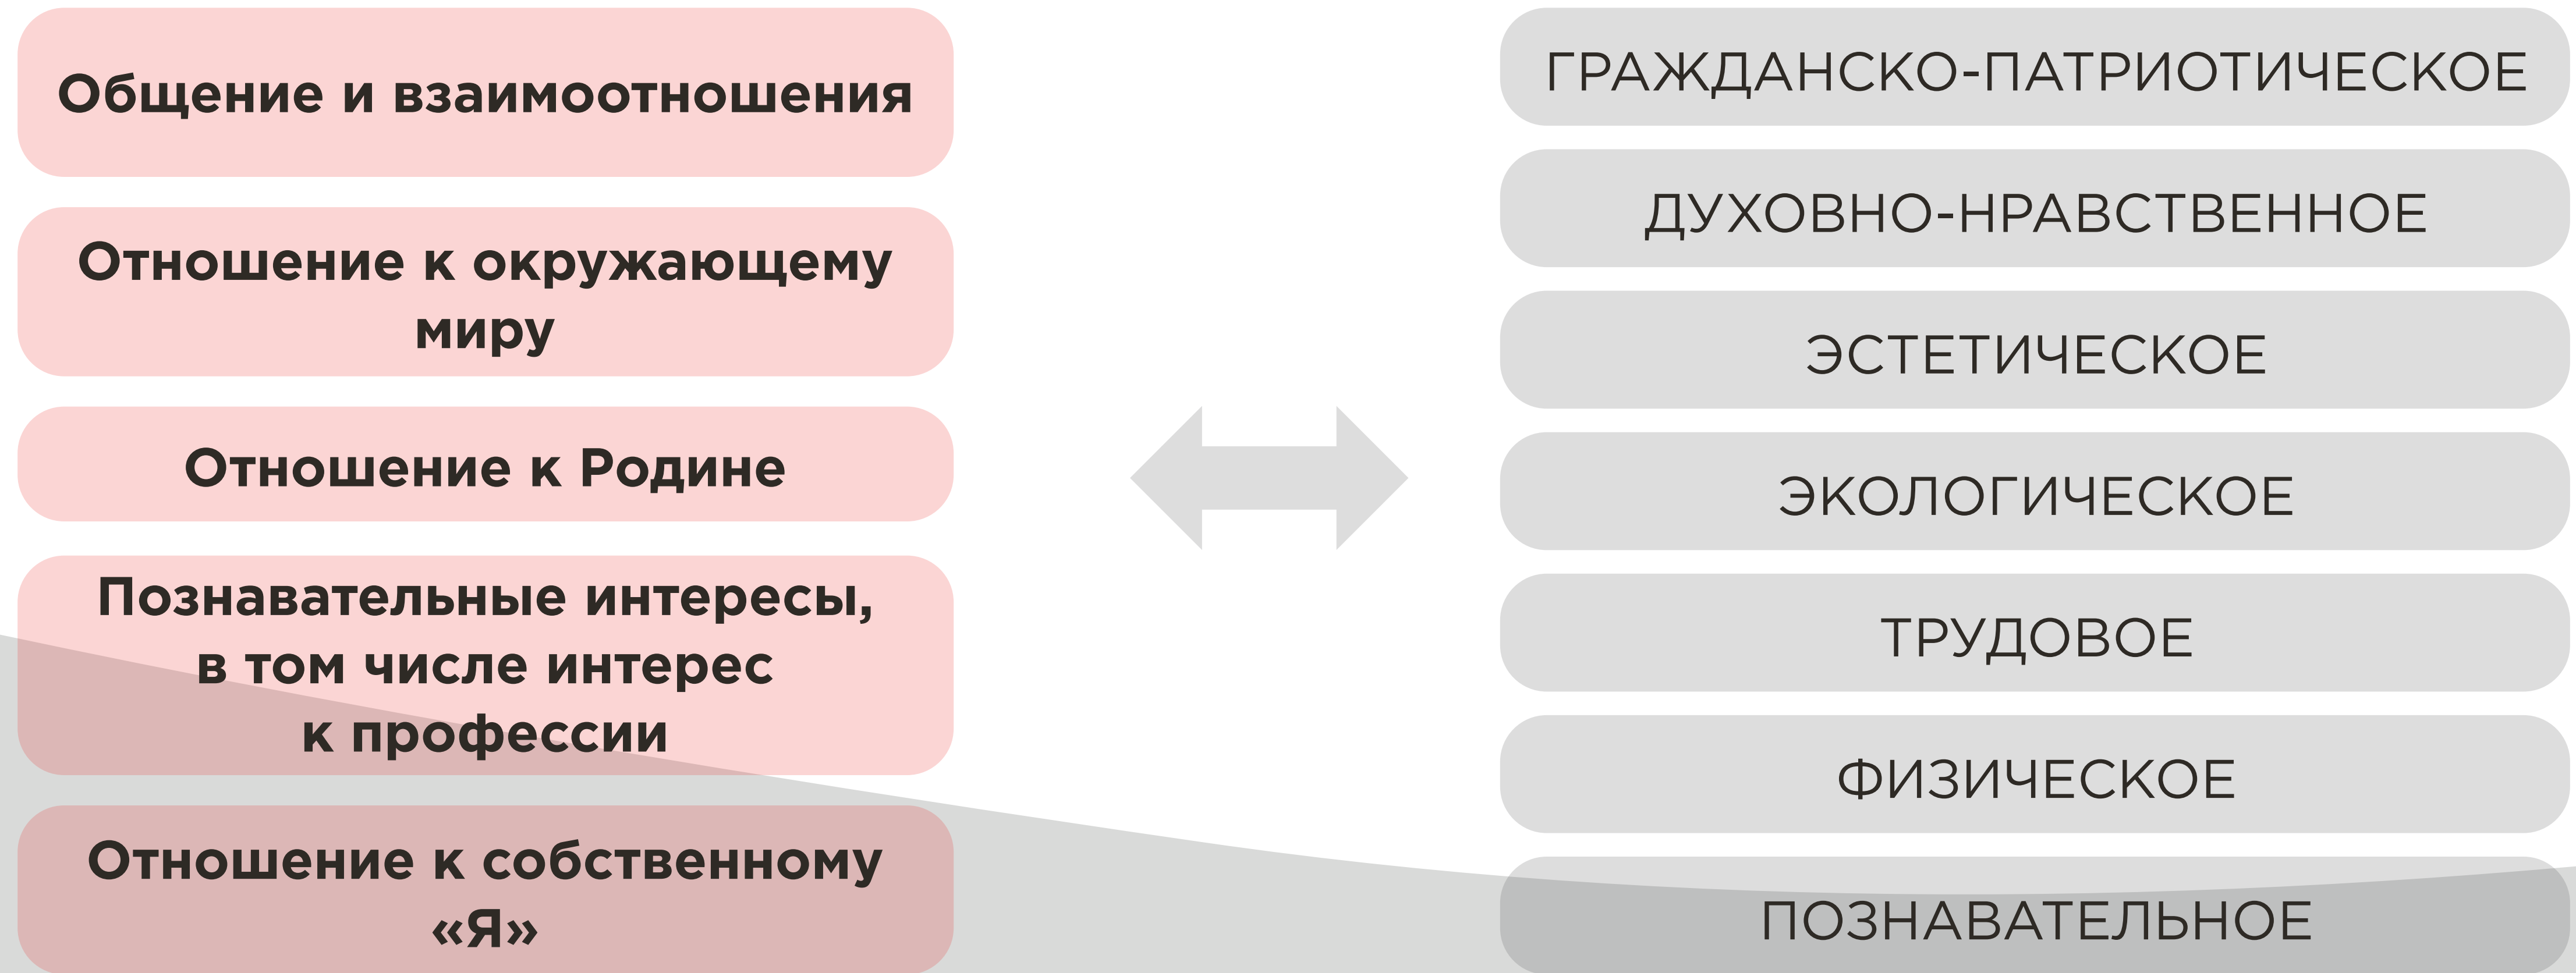 Общение и взаимоотношения
Отношение к окружающему
миру
Отношение к Родине
Познавательные интересы,
в том числе интерес
к профессии
Отношение к собственному
«Я»
ГРАЖДАНСКО-ПАТРИОТИЧЕСКОЕ
ДУХОВНО-НРАВСТВЕННОЕ
ЭСТЕТИЧЕСКОЕ
ЭКОЛОГИЧЕСКОЕ
ТРУДОВОЕ
ФИЗИЧЕСКОЕ
ПОЗНАВАТЕЛЬНОЕ